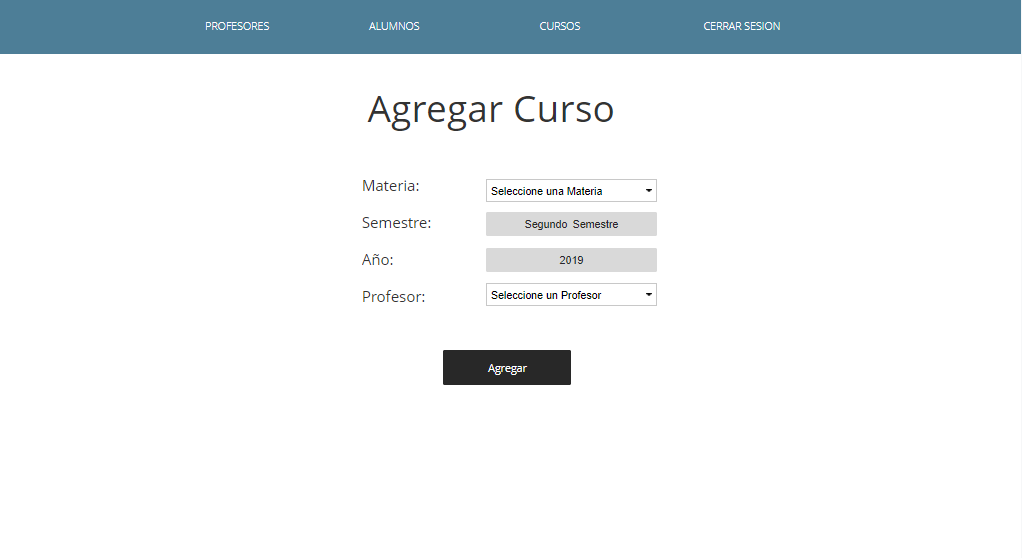 PROFESORES ALUMNOS CURSOS CERRAR SESION
Agregar Curso
Materia: Seleccione una Materia
Semestre: Segundo Semestre
Año: 2019
Profesor: Seleccione un Profesor
Agregar